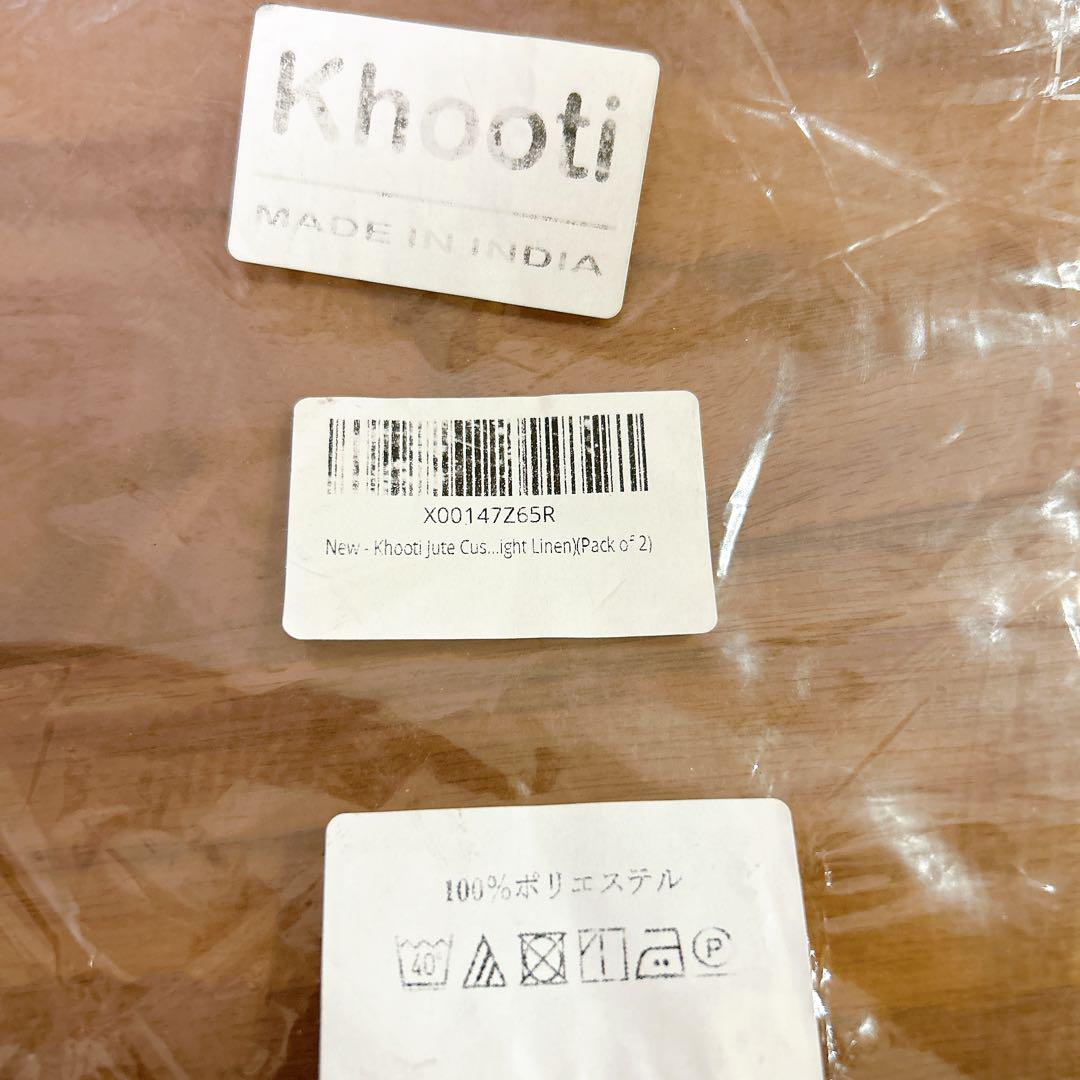 Khooti
MADE IN INDIA
X00147Z65R
New - Khooti Jute Cus...ight Linen)(Pack of 2)
100%ポリエステル
40°
P